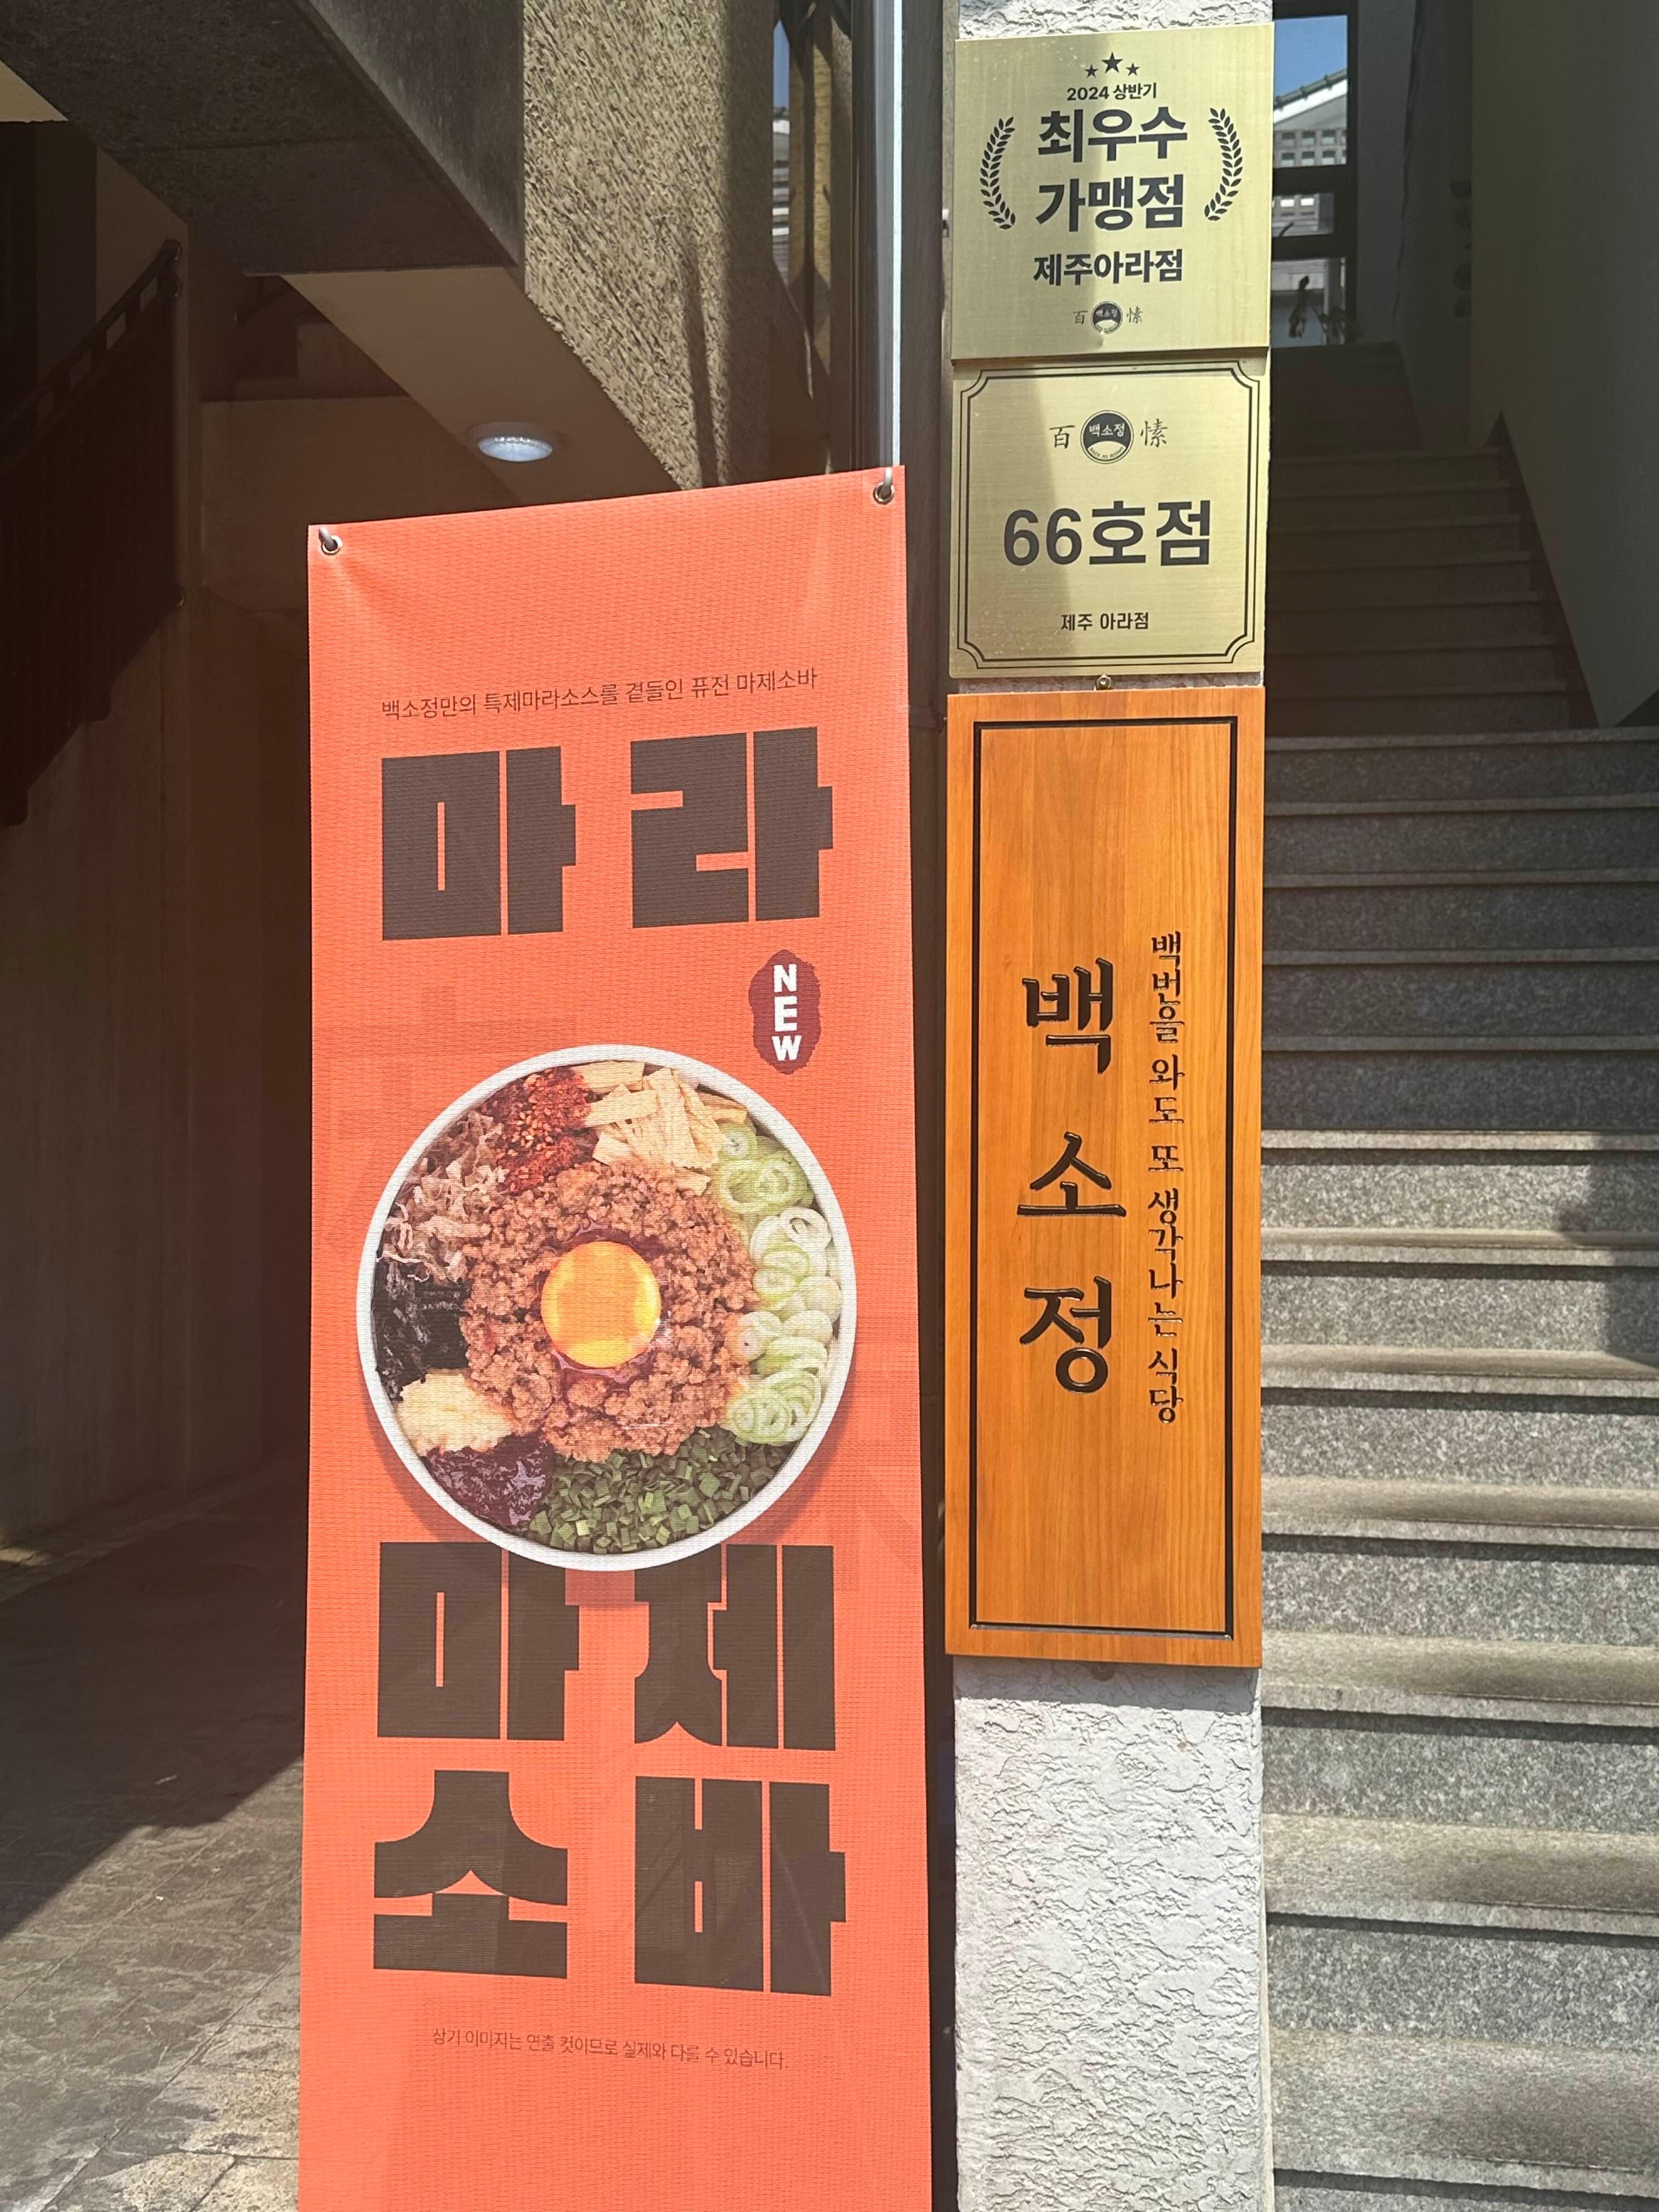 백소정만의 특제마라소스를 곁들인 퓨전 마제소바
마라
NEW
마제
소바
상기 이미지는 연출 컷이므로 실제와 다를 수 있습니다.
2024 상반기
최우수
가맹점
제주아라점
百 백소정 愫
百 백소정 愫
66호점
제주 아라점
백번을 와도 또 생각나는 식당
백소정